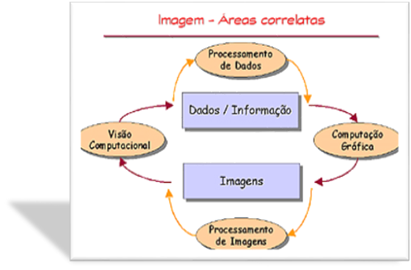 Imagem - Áreas correlatas
Processamento
de Dados
Dados / Informação
Visão
Computacional
Computação
Gráfica
Imagens
Processamento
de Imagens